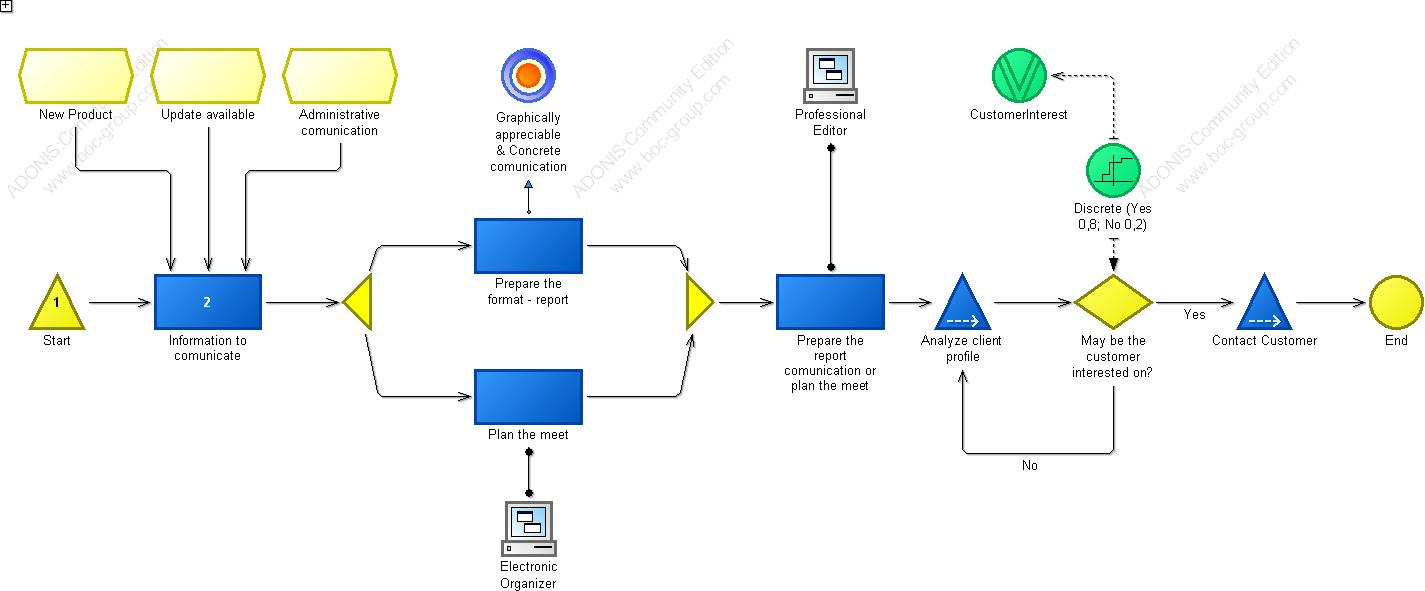 New Product
Update available
Administrative
comunication
Graphically
appreciable
& Concrete
comunication
Professional
Editor
CustomerInterest
Discrete (Yes
0,8; No 0,2)
1
Start
2
Information to
comunicate
Prepare the
format - report
Plan the meet
Electronic
Organizer
Prepare the
report
comunication or
plan the meet
Analyze client
profile
May be the
customer
interested on?
Yes
No
Contact Customer
End
ADONIS:Community Edition
www.boc-group.com
ADONIS:Community Edition
www.boc-group.com
ADONIS:Community Edition
www.boc-group.com